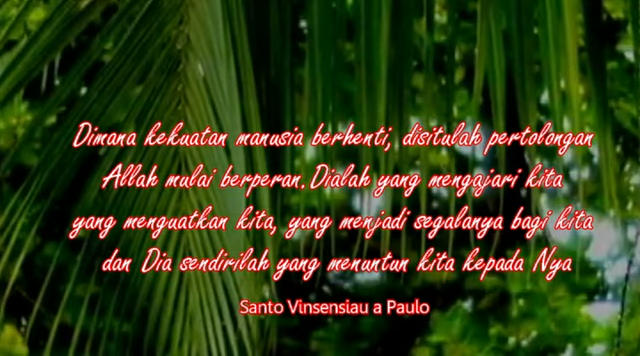 Dimana kekuatan manusia berhenti, disitulah pertolongan
Allah mulai berperan. Dialah yang mengajari kita
yang menguatkan kita, yang menjadi segalanya bagi kita
dan Dia sendirilah yang menuntun kita kepada Nya
Santo Vinsensiau a Paulo